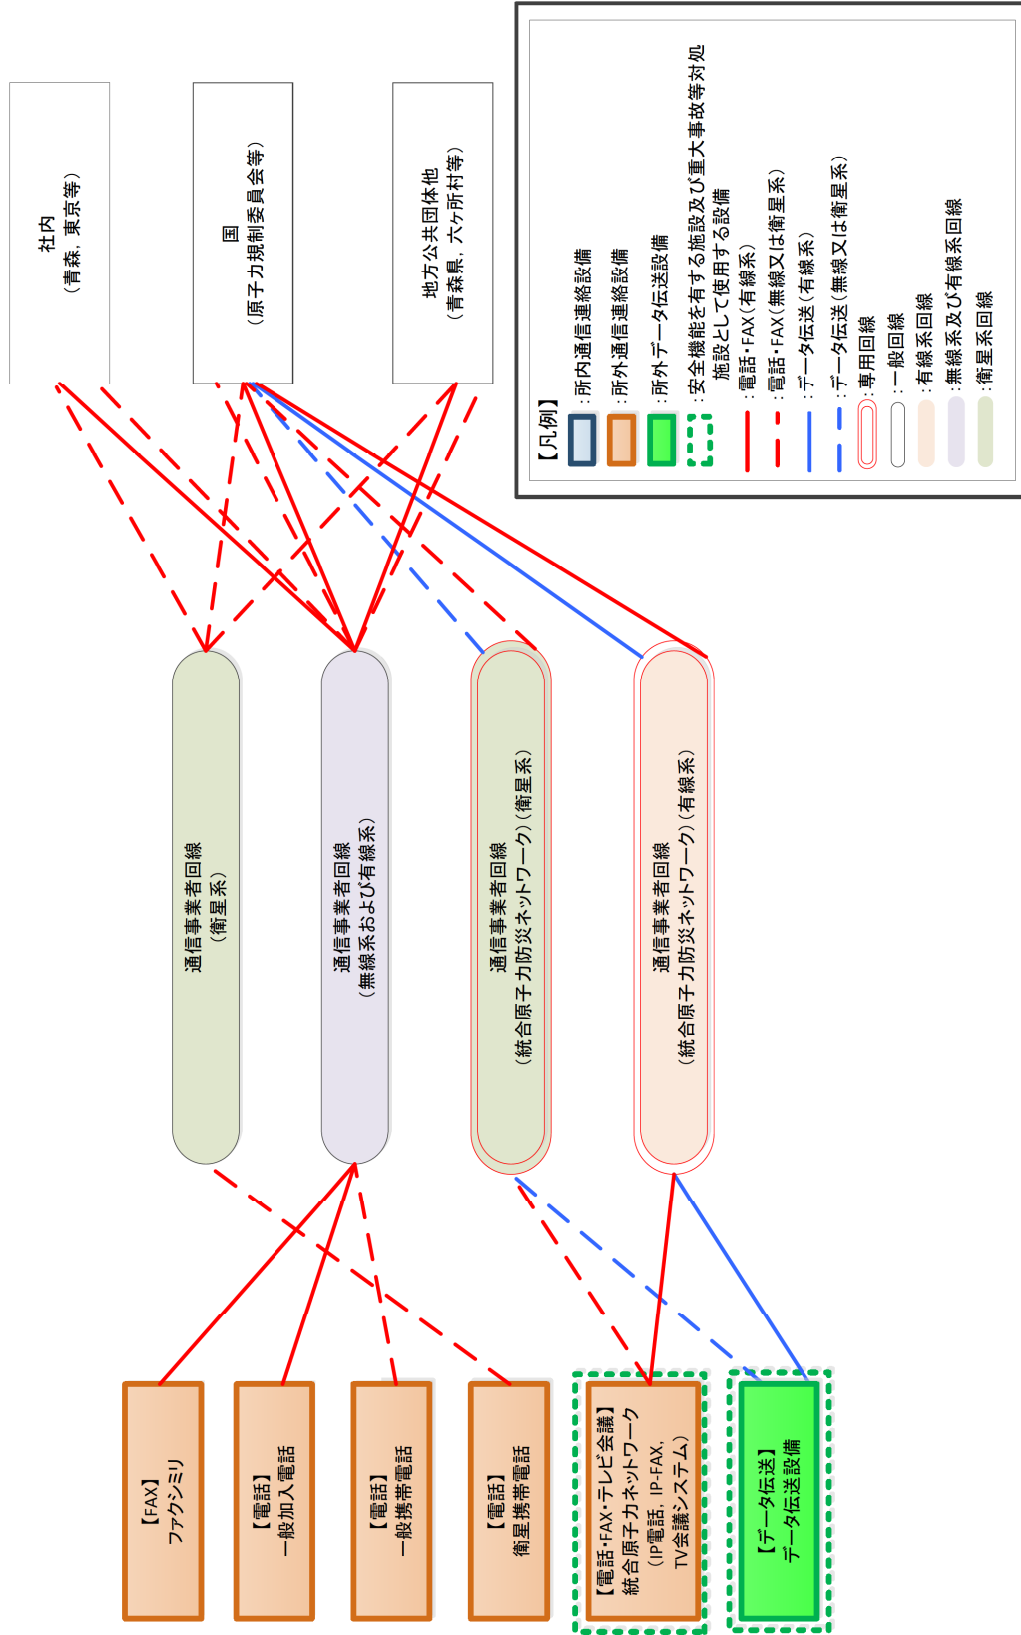 【FAX】
ファクシミリ
【電話】
一般加入電話
【電話】
一般携帯電話
【電話】
衛星携帯電話
【電話・FAX・テレビ会議】
統合原子力ネットワーク
（IP電話，IP-FAX，
TV会議システム）
【データ伝送】
データ伝送設備
通信事業者回線
（衛星系）
通信事業者回線
（無線系および有線系）
通信事業者回線
（統合原子力防災ネットワーク）（衛星系）
通信事業者回線
（統合原子力防災ネットワーク）（有線系）
社内
（青森，東京等）
国
（原子力規制委員会等）
地方公共団体他
（青森県，六ヶ所村等）
【凡例】
：所内通信連絡設備
：所外通信連絡設備
：所外データ伝送設備
：安全機能を有する施設及び重大事故等対処
施設として使用する設備
：電話・FAX（有線系）
：電話・FAX（無線又は衛星系）
：データ伝送（有線系）
：データ伝送（無線又は衛星系）
：専用回線
：一般回線
：有線系回線
：無線系及び有線系回線
：衛星系回線